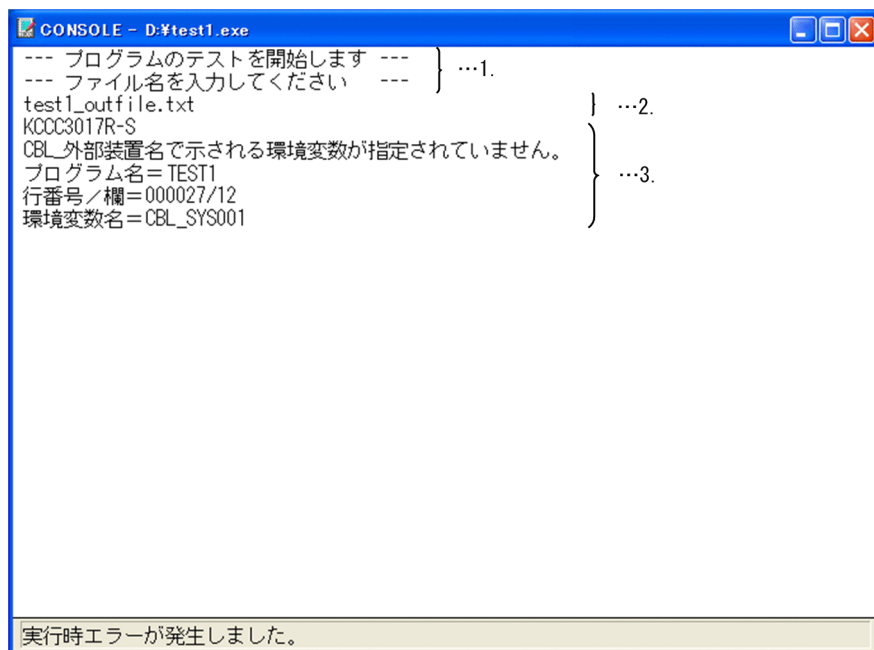 CONSOLE - D:¥test1.exe
--- プログラムのテストを開始します ---
--- ファイル名を入力してください ---
…1.
test1_outfile.txt
…2.
KCCC3017R-S
CBL_外部装置名で示される環境変数が指定されていません。
プログラム名＝TEST1
…3.
行番号／欄＝000027/12
環境変数名＝CBL_SYS001
実行時エラーが発生しました。